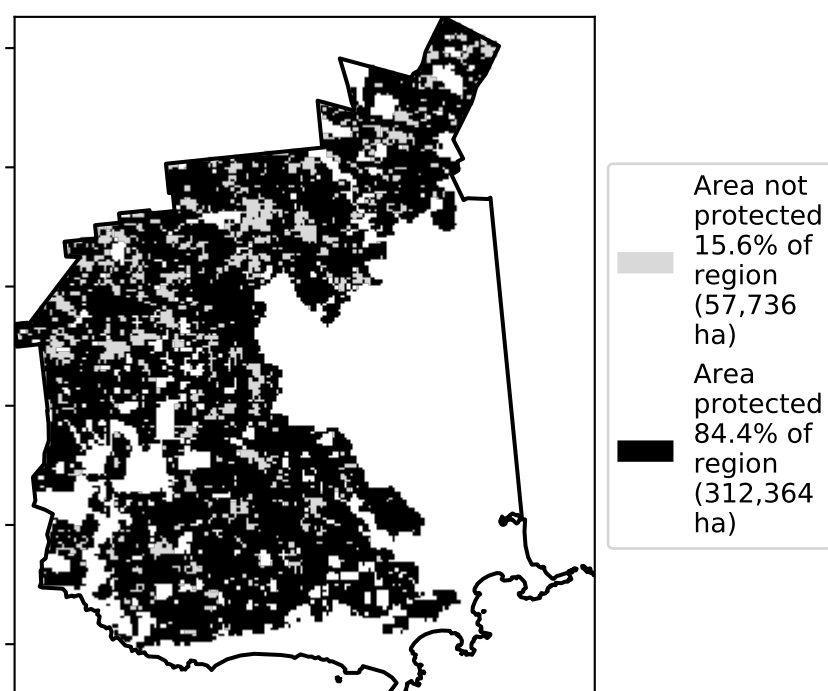 Area not
protected
15.6% of
region
(57,736
ha)
Area
protected
84.4% of
region
(312,364
ha)